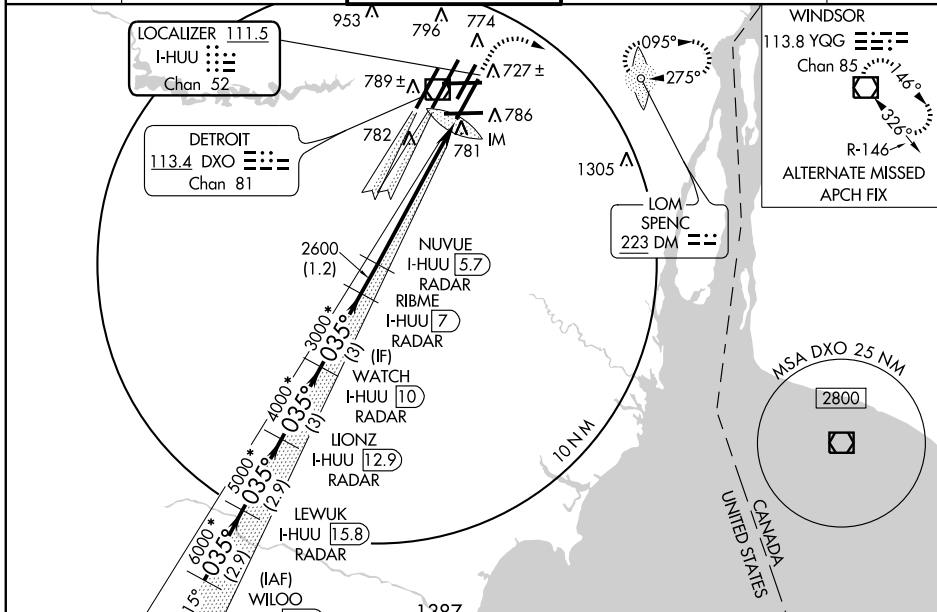 953
796
774
LOCALIZER 111.5
I-HUU
Chan 52
789 ±
727 ±
786
782
781
IM
DETROIT
113.4 DXO
Chan 81
095°
275°
1305
LOM
SPENC
223 DM
WINDSOR
113.8 YQG
Chan 85
146°
326°
R-146
ALTERNATE MISSED
APCH FIX
2600
(1.2)
NUVUE
I-HUU 5.7
RADAR
RIBME
I-HUU 7
RADAR
3000*
035°
(3)
(IF)
WATCH
I-HUU 10
RADAR
4000*
035°
(3)
LIONZ
I-HUU 12.9
RADAR
5000*
035°
(2.9)
LEWUK
I-HUU 15.8
RADAR
6000*
035°
(2.9)
(IAF)
WILOO
15°
10 NM
MSA DXO 25 NM
2800
CANADA
UNITED STATES
1287